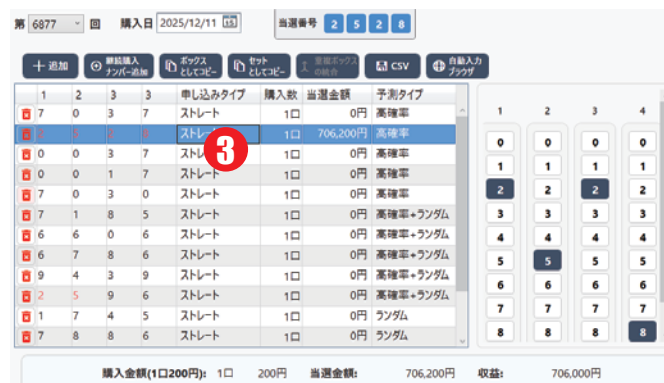 第 6877 回 購入日 2025/12/11 15 当選番号 2 5 2 8
+ 追加 継続購入ナンバー追加 ボックスとしてコピー セットとしてコピー 重複ボックスの統合 CSV 自動入力ブラウザ
1 2 3 3 申し込みタイプ 購入数 当選金額 予測タイプ
7 0 3 7 ストレート 1口 0円 高確率
2 5 2 8 ストレート 1口 706,200円 高確率
3
0 0 3 7 ストレート 1口 0円 高確率
0 0 1 7 ストレート 1口 0円 高確率
7 0 3 0 ストレート 1口 0円 高確率
7 1 8 5 ストレート 1口 0円 高確率+ランダム
6 6 0 6 ストレート 1口 0円 高確率+ランダム
6 7 8 6 ストレート 1口 0円 高確率+ランダム
9 4 3 9 ストレート 1口 0円 高確率+ランダム
2 5 9 6 ストレート 1口 0円 高確率+ランダム
1 7 4 5 ストレート 1口 0円 ランダム
7 8 8 6 ストレート 1口 0円 ランダム
1 2 3 4
0 0 0 0
1 1 1 1
2 2 2 2
3 3 3 3
4 4 4 4
5 5 5 5
6 6 6 6
7 7 7 7
8 8 8 8
購入金額(1口200円): 1口 200円 当選金額: 706,200円 収益: 706,000円